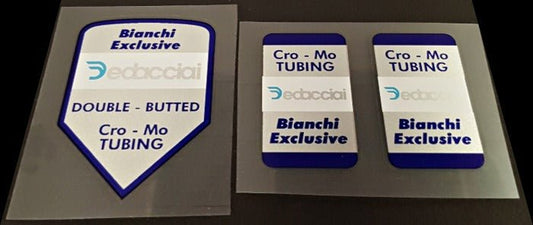 Bianchi
Exclusive
Dedacciai
DOUBLE - BUTTED
Cro - Mo
TUBING
Cro - Mo
TUBING
Dedacciai
Bianchi
Exclusive
Cro - Mo
TUBING
Dedacciai
Bianchi
Exclusive